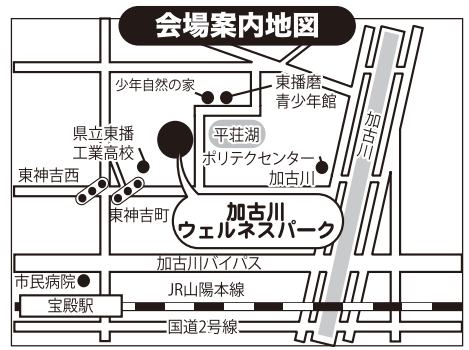 会場案内地図
少年自然の家
東播磨
青少年館
加古川
県立東播
工業高校
平荘湖
ポリテクセンター
加古川
東神吉西
東神吉町
加古川
ウェルネスパーク
加古川バイパス
市民病院
JR山陽本線
宝殿駅
国道2号線